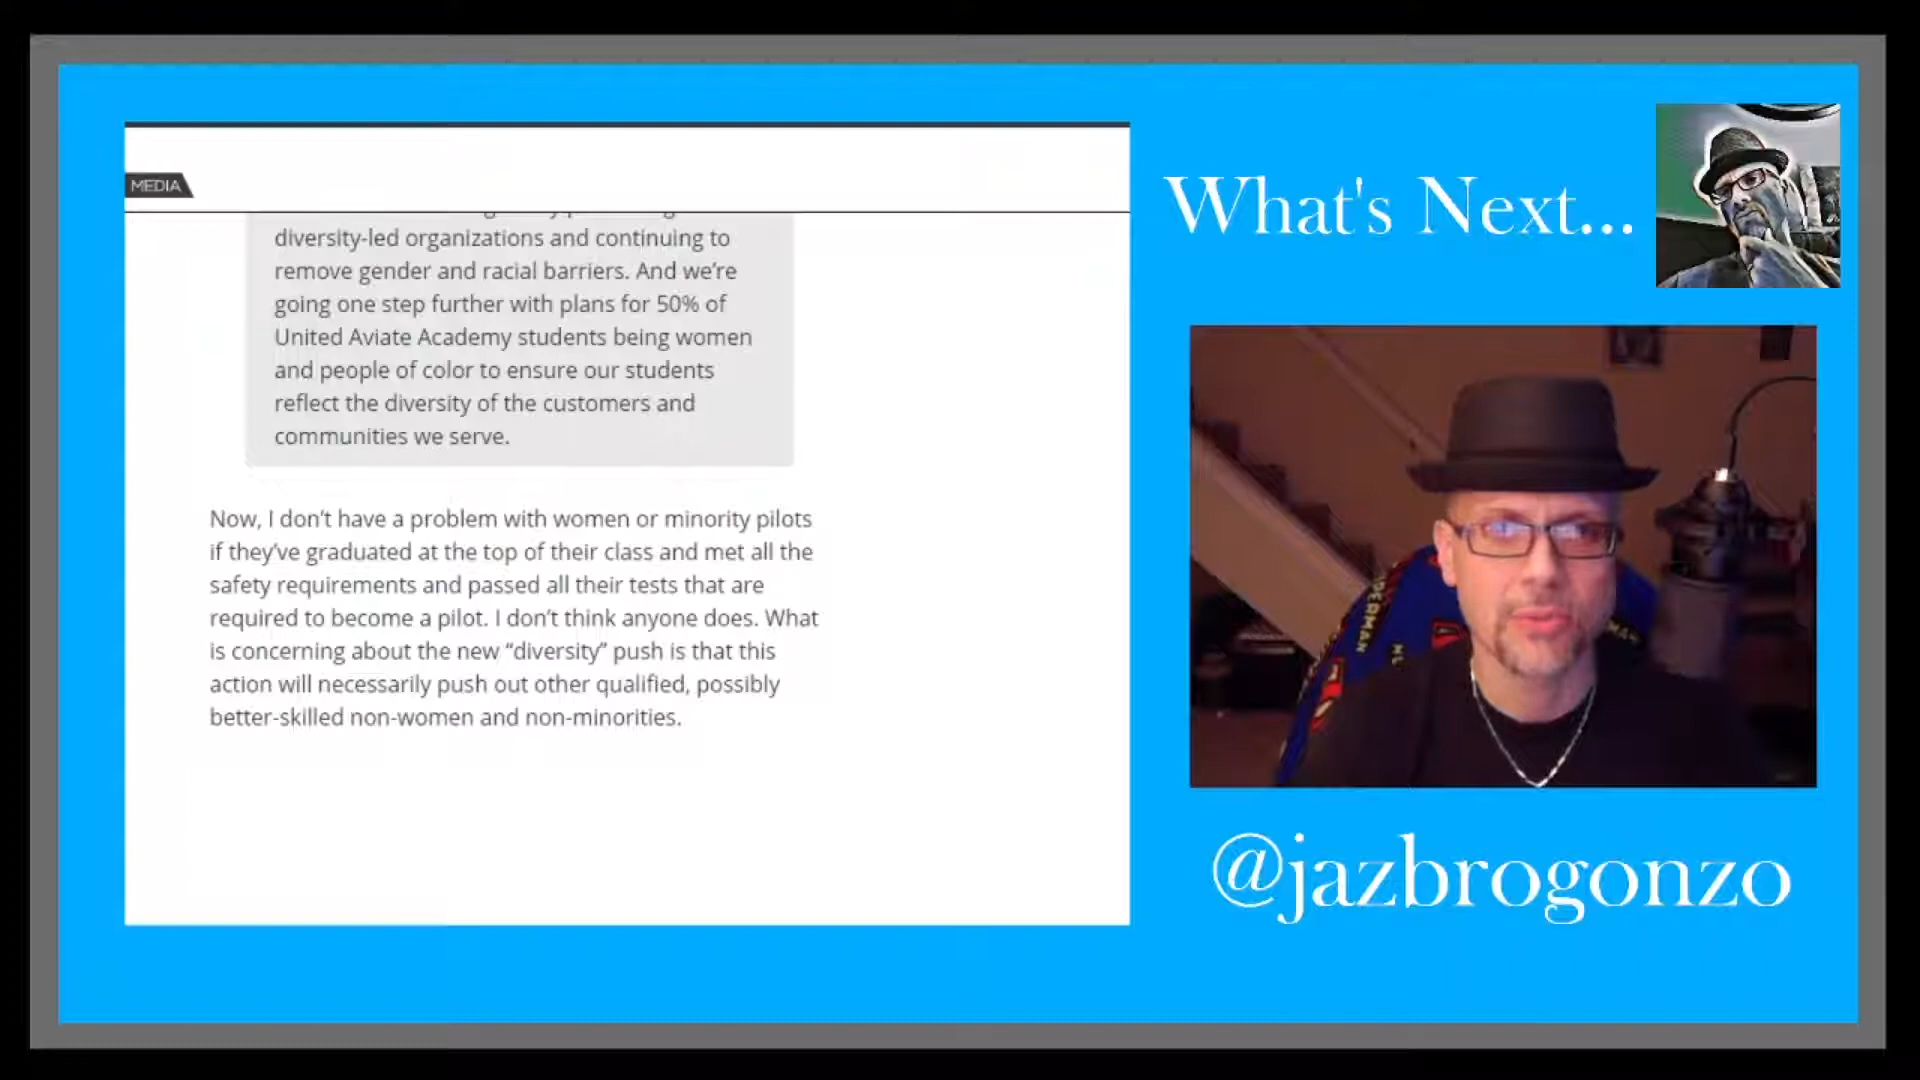 MEDIA
diversity-led organizations and continuing to
remove gender and racial barriers. And we're
going one step further with plans for 50% of
United Aviate Academy students being women
and people of color to ensure our students
reflect the diversity of the customers and
communities we serve.
Now, I don't have a problem with women or minority pilots
if they've graduated at the top of their class and met all the
safety requirements and passed all their tests that are
required to become a pilot. I don't think anyone does. What
is concerning about the new “diversity” push is that this
action will necessarily push out other qualified, possibly
better-skilled non-women and non-minorities.
What's Next...
@jazbrogonzo